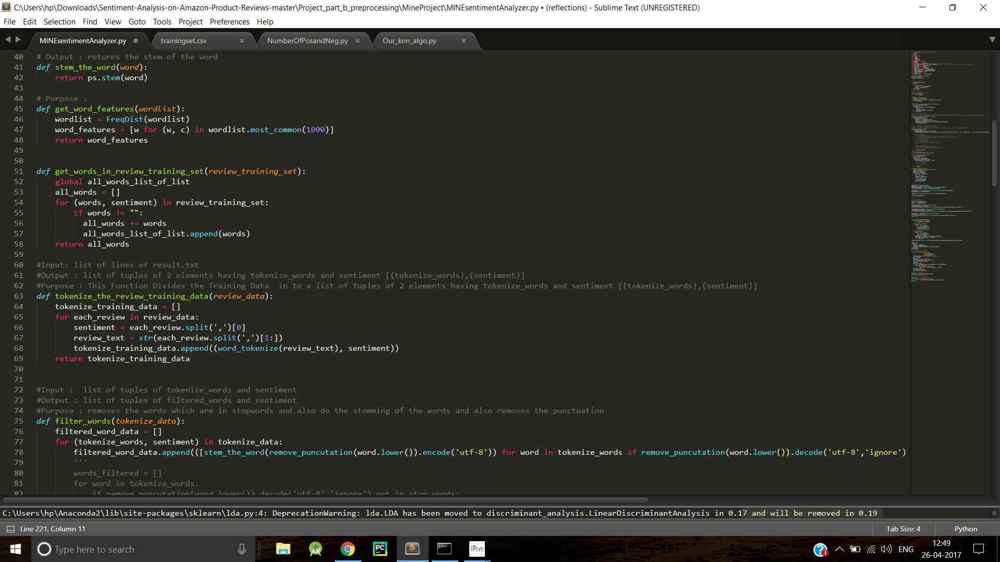 C:\Users\hp\Downloads\Sentiment-Analysis-on-Amazon-Product-Reviews-master\Project_part_b_preprocessing\MineProject\MINEsentimentAnalyzer.py • (reflections) - Sublime Text (UNREGISTERED)
File Edit Selection Find View Goto Tools Project Preferences Help
MINEsentimentAnalyzer.py trainingset.csv NumberOfPosandNeg.py Our_knn_algo.py
40 # Output : returns the stem of the word
41 def stem_the_word(word):
42 return ps.stem(word)
43
44 # Purpose :
45 def get_word_features(wordlist):
46 wordlist = FreqDist(wordlist)
47 word_features = [w for (w, c) in wordlist.most_common(1000)]
48 return word_features
49
50
51 def get_words_in_review_training_set(review_training_set):
52 global all_words_list_of_list
53 all_words = []
54 for (words, sentiment) in review_training_set:
55 if words != "":
56 all_words += words
57 all_words_list_of_list.append(words)
58 return all_words
59
60 #Input: list of lines of result.txt
61 #Output : list of tuples of 2 elements having tokenize_words and sentiment [(tokenize_words),(sentiment)]
62 #Purpose : This Function Divides the Training Data  in to a list of tuples of 2 elements having tokenize_words and sentiment [(tokenize_words),(sentiment)]
63 def tokenize_the_review_training_data(review_data):
64 tokenize_training_data = []
65 for each_review in review_data:
66 sentiment = each_review.split(',')[0]
67 review_text = str(each_review.split(',')[1:])
68 tokenize_training_data.append((word_tokenize(review_text), sentiment))
69 return tokenize_training_data
70
71
72 #Input :  list of tuples of tokenize_words and sentiment
73 #Output : list of tuples of filtered_words and sentiment
74 #Purpose : removes the words which are in stopwords and also do the stemming of the words and also removes the punctuation
75 def filter_words(tokenize_data):
76 filtered_word_data = []
77 for (tokenize_words, sentiment) in tokenize_data:
78 filtered_word_data.append(([stem_the_word(remove_puncutation(word.lower()).encode('utf-8')) for word in tokenize_words if remove_puncutation(word.lower()).decode('utf-8','ignore')
79 '''
80 words_filtered = []
81 for word in tokenize_words:
82 if remove_puncutation(word.lower()).decode('utf-8','ignore') not in stop_words:
C:\Users\hp\Anaconda2\lib\site-packages\sklearn\lda.py:4: DeprecationWarning: lda.LDA has been moved to discriminant_analysis.LinearDiscriminantAnalysis in 0.17 and will be removed in 0.19
Line 221, Column 11 Tab Size: 4 Python
Type here to search PC IP[y]: ENG 12:49
26-04-2017